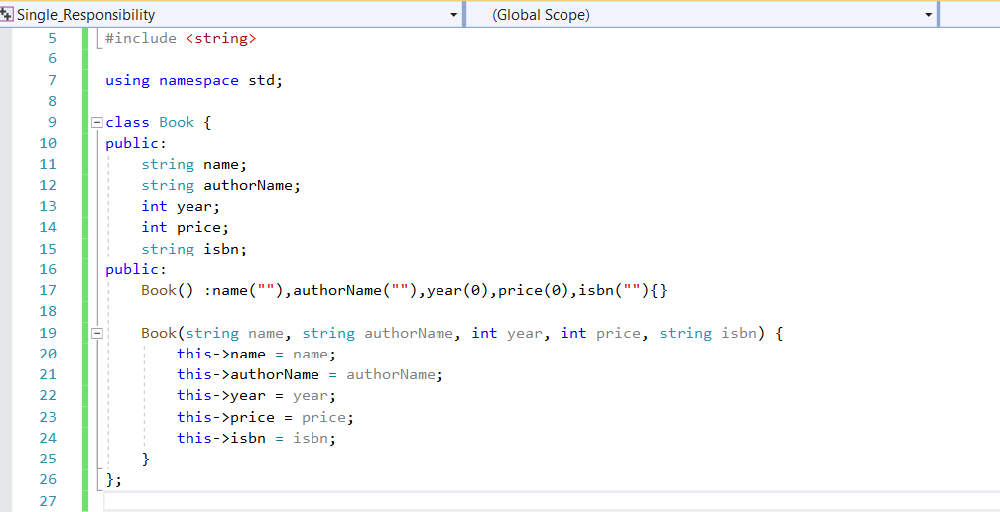 Single_Responsibility (Global Scope)
5 #include <string>
6
7 using namespace std;
8
9 class Book {
10 public:
11 string name;
12 string authorName;
13 int year;
14 int price;
15 string isbn;
16 public:
17 Book() :name(""),authorName(""),year(0),price(0),isbn(""){}
18
19 Book(string name, string authorName, int year, int price, string isbn) {
20 this->name = name;
21 this->authorName = authorName;
22 this->year = year;
23 this->price = price;
24 this->isbn = isbn;
25 }
26 };
27